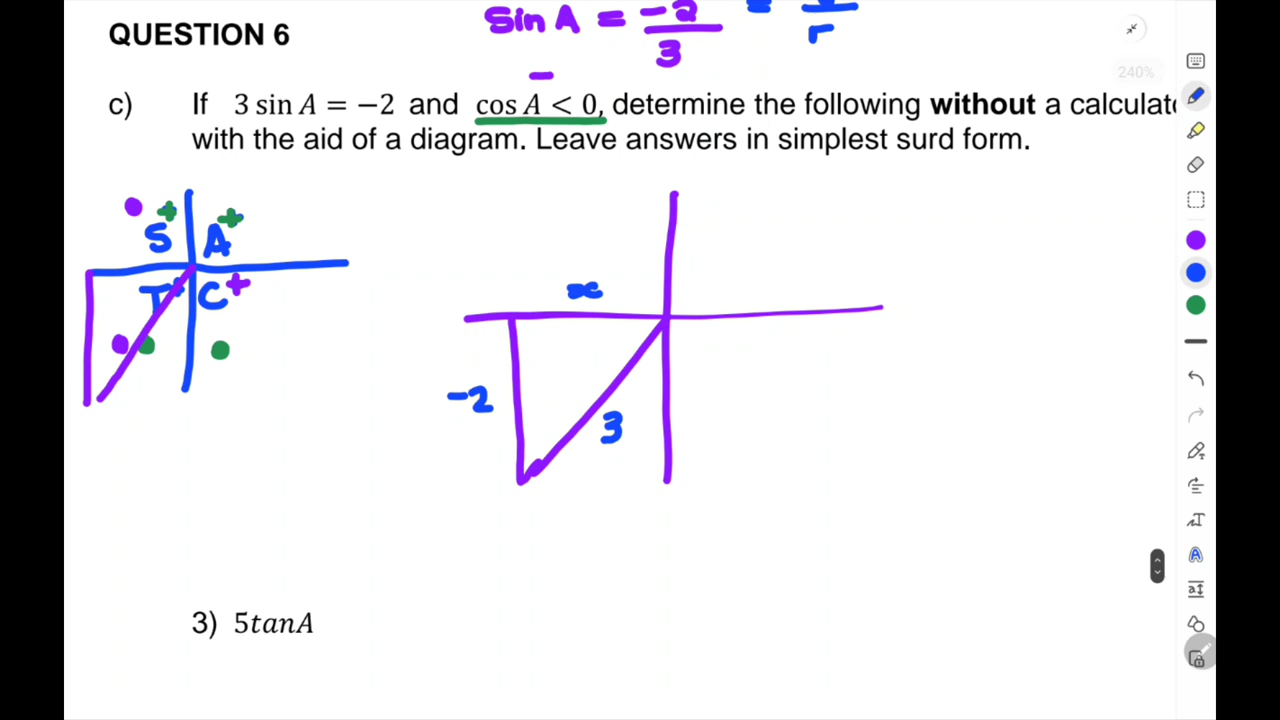 sin A = -2/3 =
r
240%
QUESTION 6
c) If 3 sin A = −2 and cos A < 0, determine the following without a
with the aid of a diagram. Leave answers in simplest surd form.
S A
T C
x
-2
3
3) 5tanA